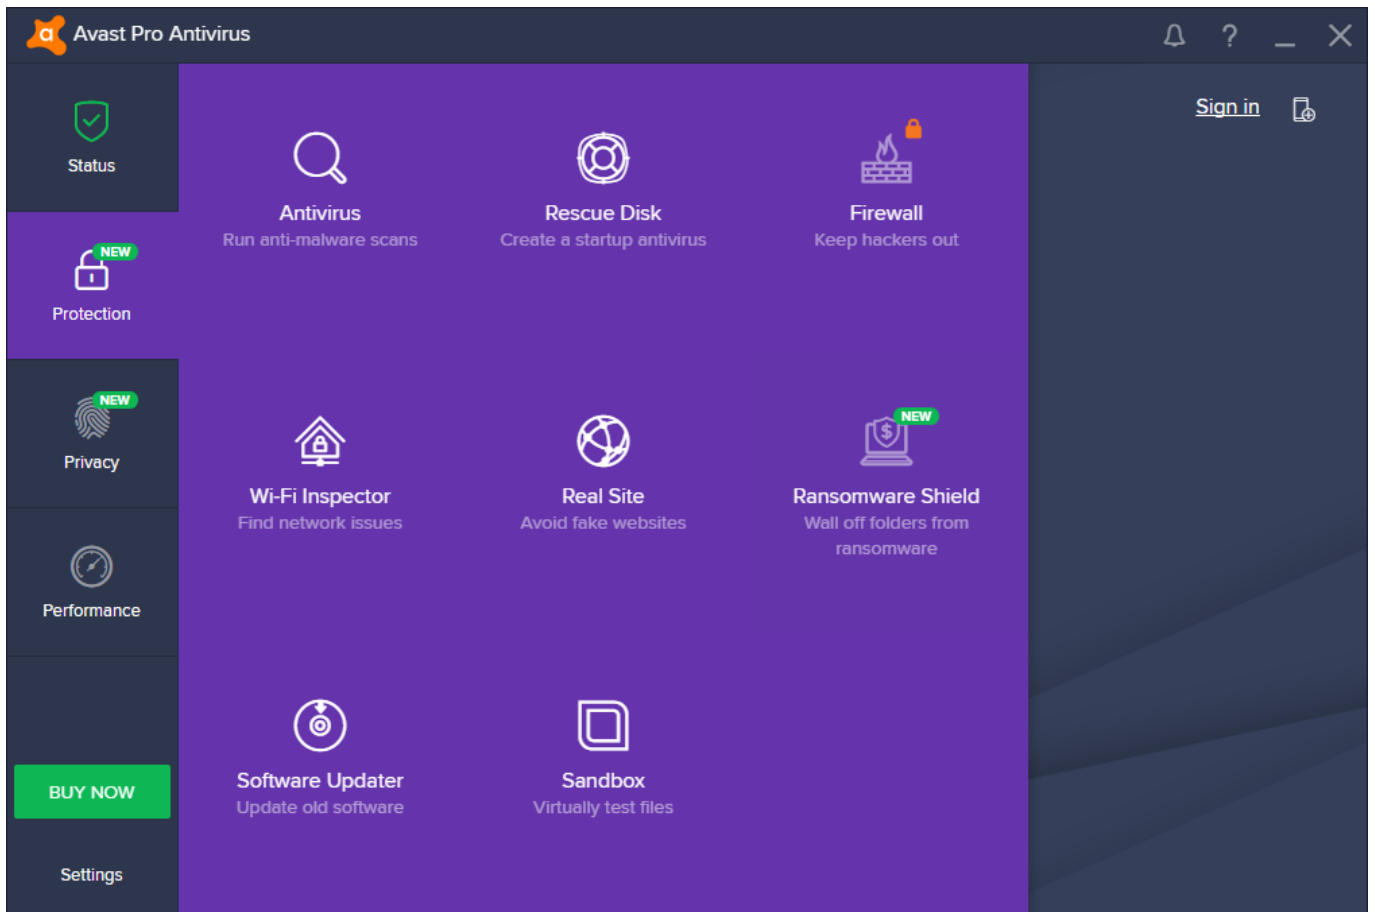 Avast Pro Antivirus
Sign in
Status
Antivirus
Run anti-malware scans
Rescue Disk
Create a startup antivirus
Firewall
Keep hackers out
NEW
Protection
NEW
Privacy
Wi-Fi Inspector
Find network issues
Real Site
Avoid fake websites
NEW
Ransomware Shield
Wall off folders from
ransomware
Performance
Software Updater
Update old software
Sandbox
Virtually test files
BUY NOW
Settings